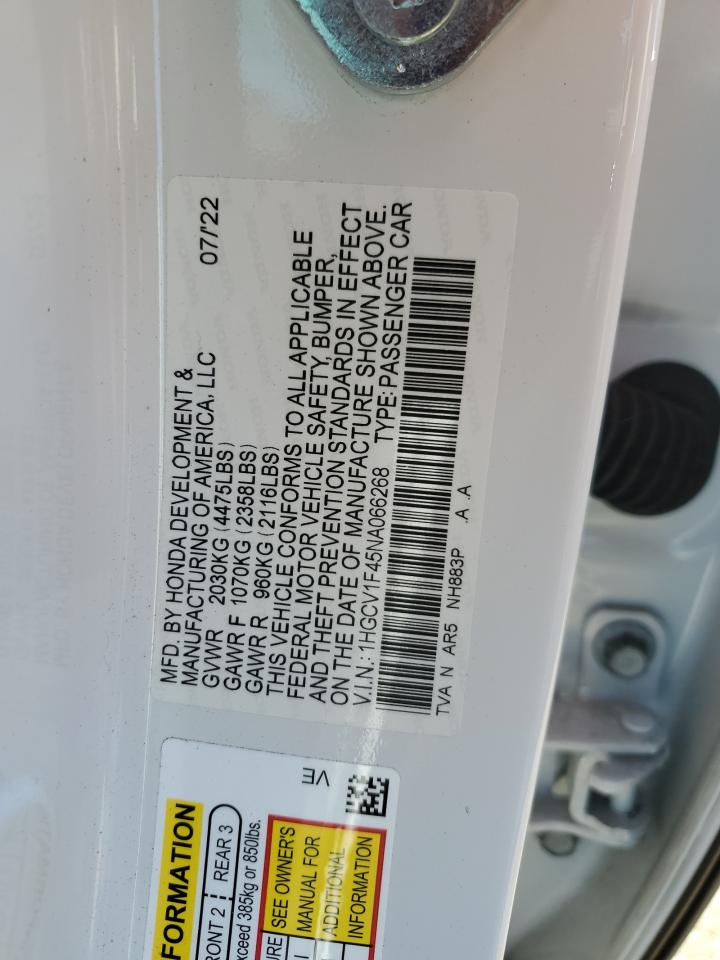 MFD. BY HONDA DEVELOPMENT &
MANUFACTURING OF AMERICA, LLC 07/'22
GVWR 2030KG (4475LBS)
GAWR F 1070KG (2358LBS)
GAWR R 960KG (2116LBS)
THIS VEHICLE CONFORMS TO ALL APPLICABLE
FEDERAL MOTOR VEHICLE SAFETY, BUMPER,
AND THEFT PREVENTION STANDARDS IN EFFECT
ON THE DATE OF MANUFACTURE SHOWN ABOVE.
V.I.N.: 1HGCV1F45NA066268 TYPE: PASSENGER CAR
TVA N AR5 NH883P .A .A
FORMATION
RONT 2 REAR 3
xceed 385kg or 850lbs.
URE SEE OWNER'S
MANUAL FOR
ADDITIONAL
INFORMATION
VE